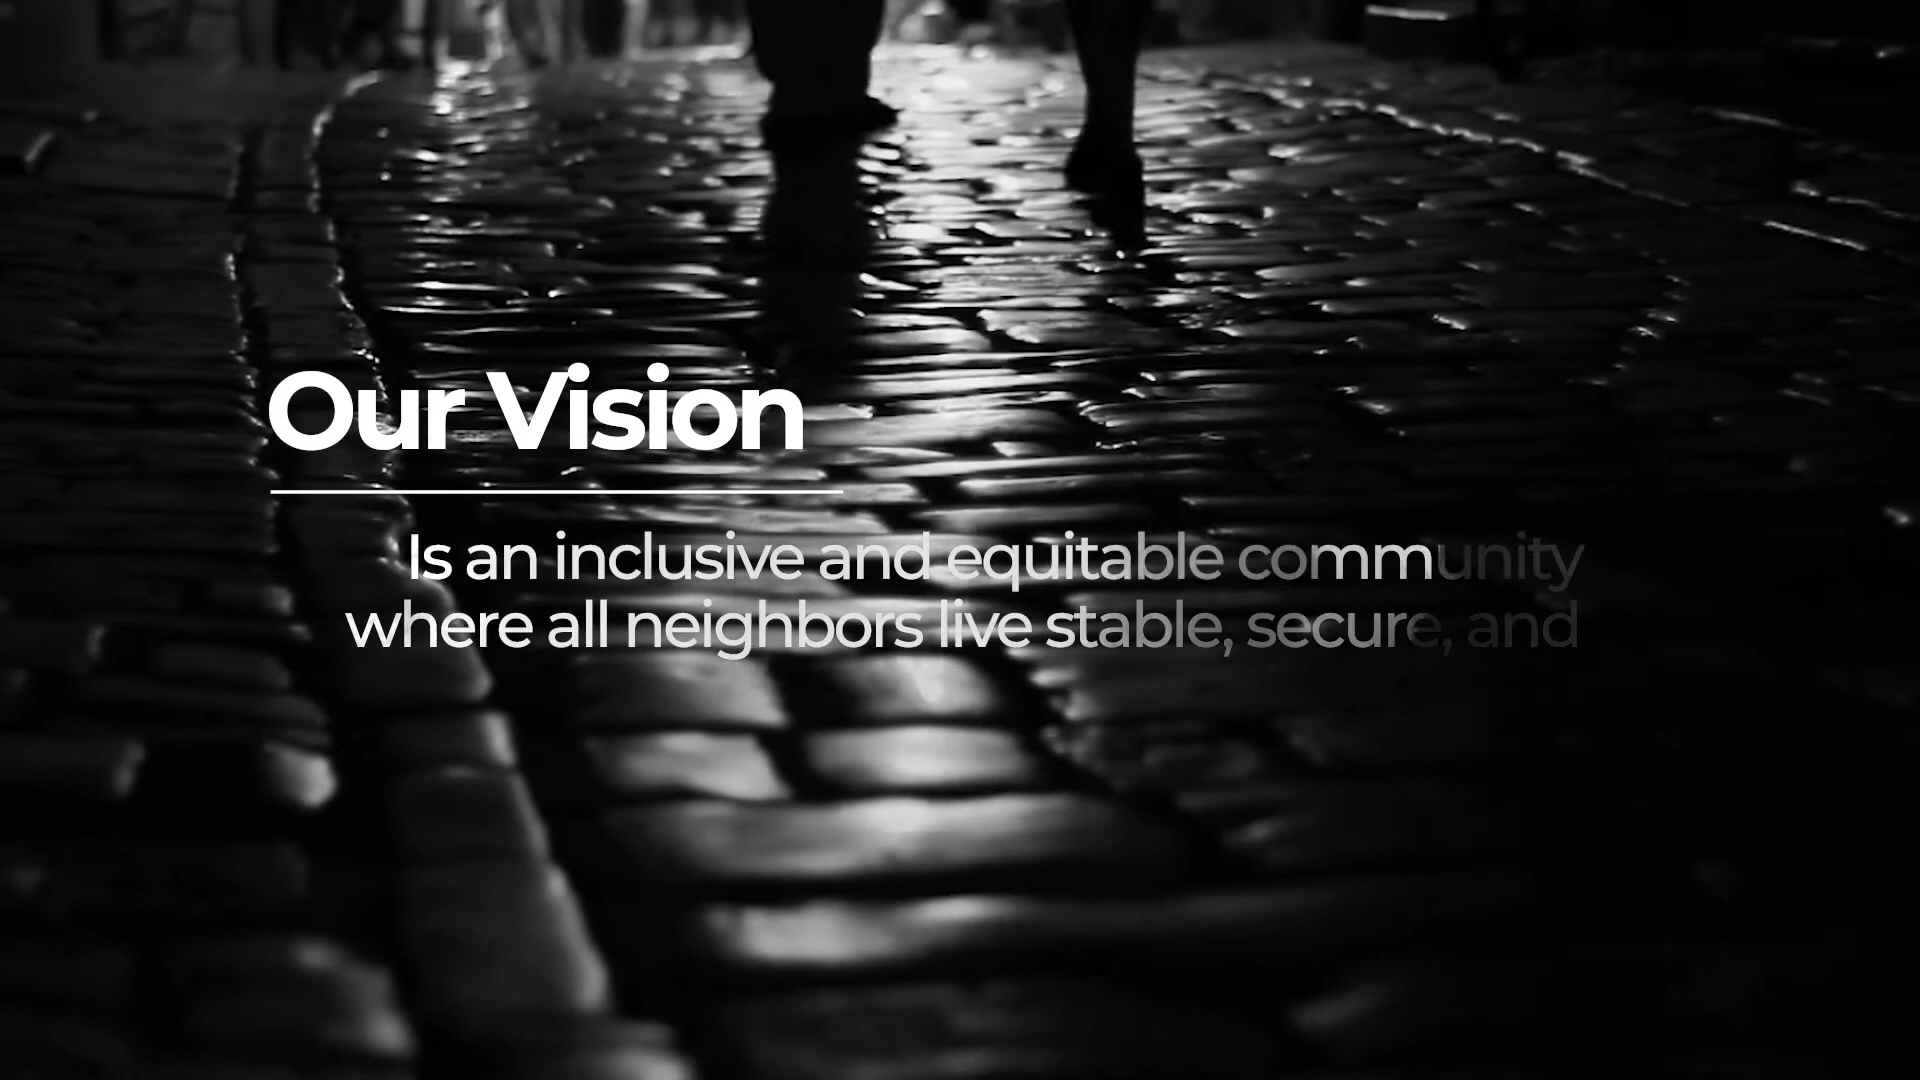 Our Vision
Is an inclusive and equitable community
where all neighbors live stable, secure, and